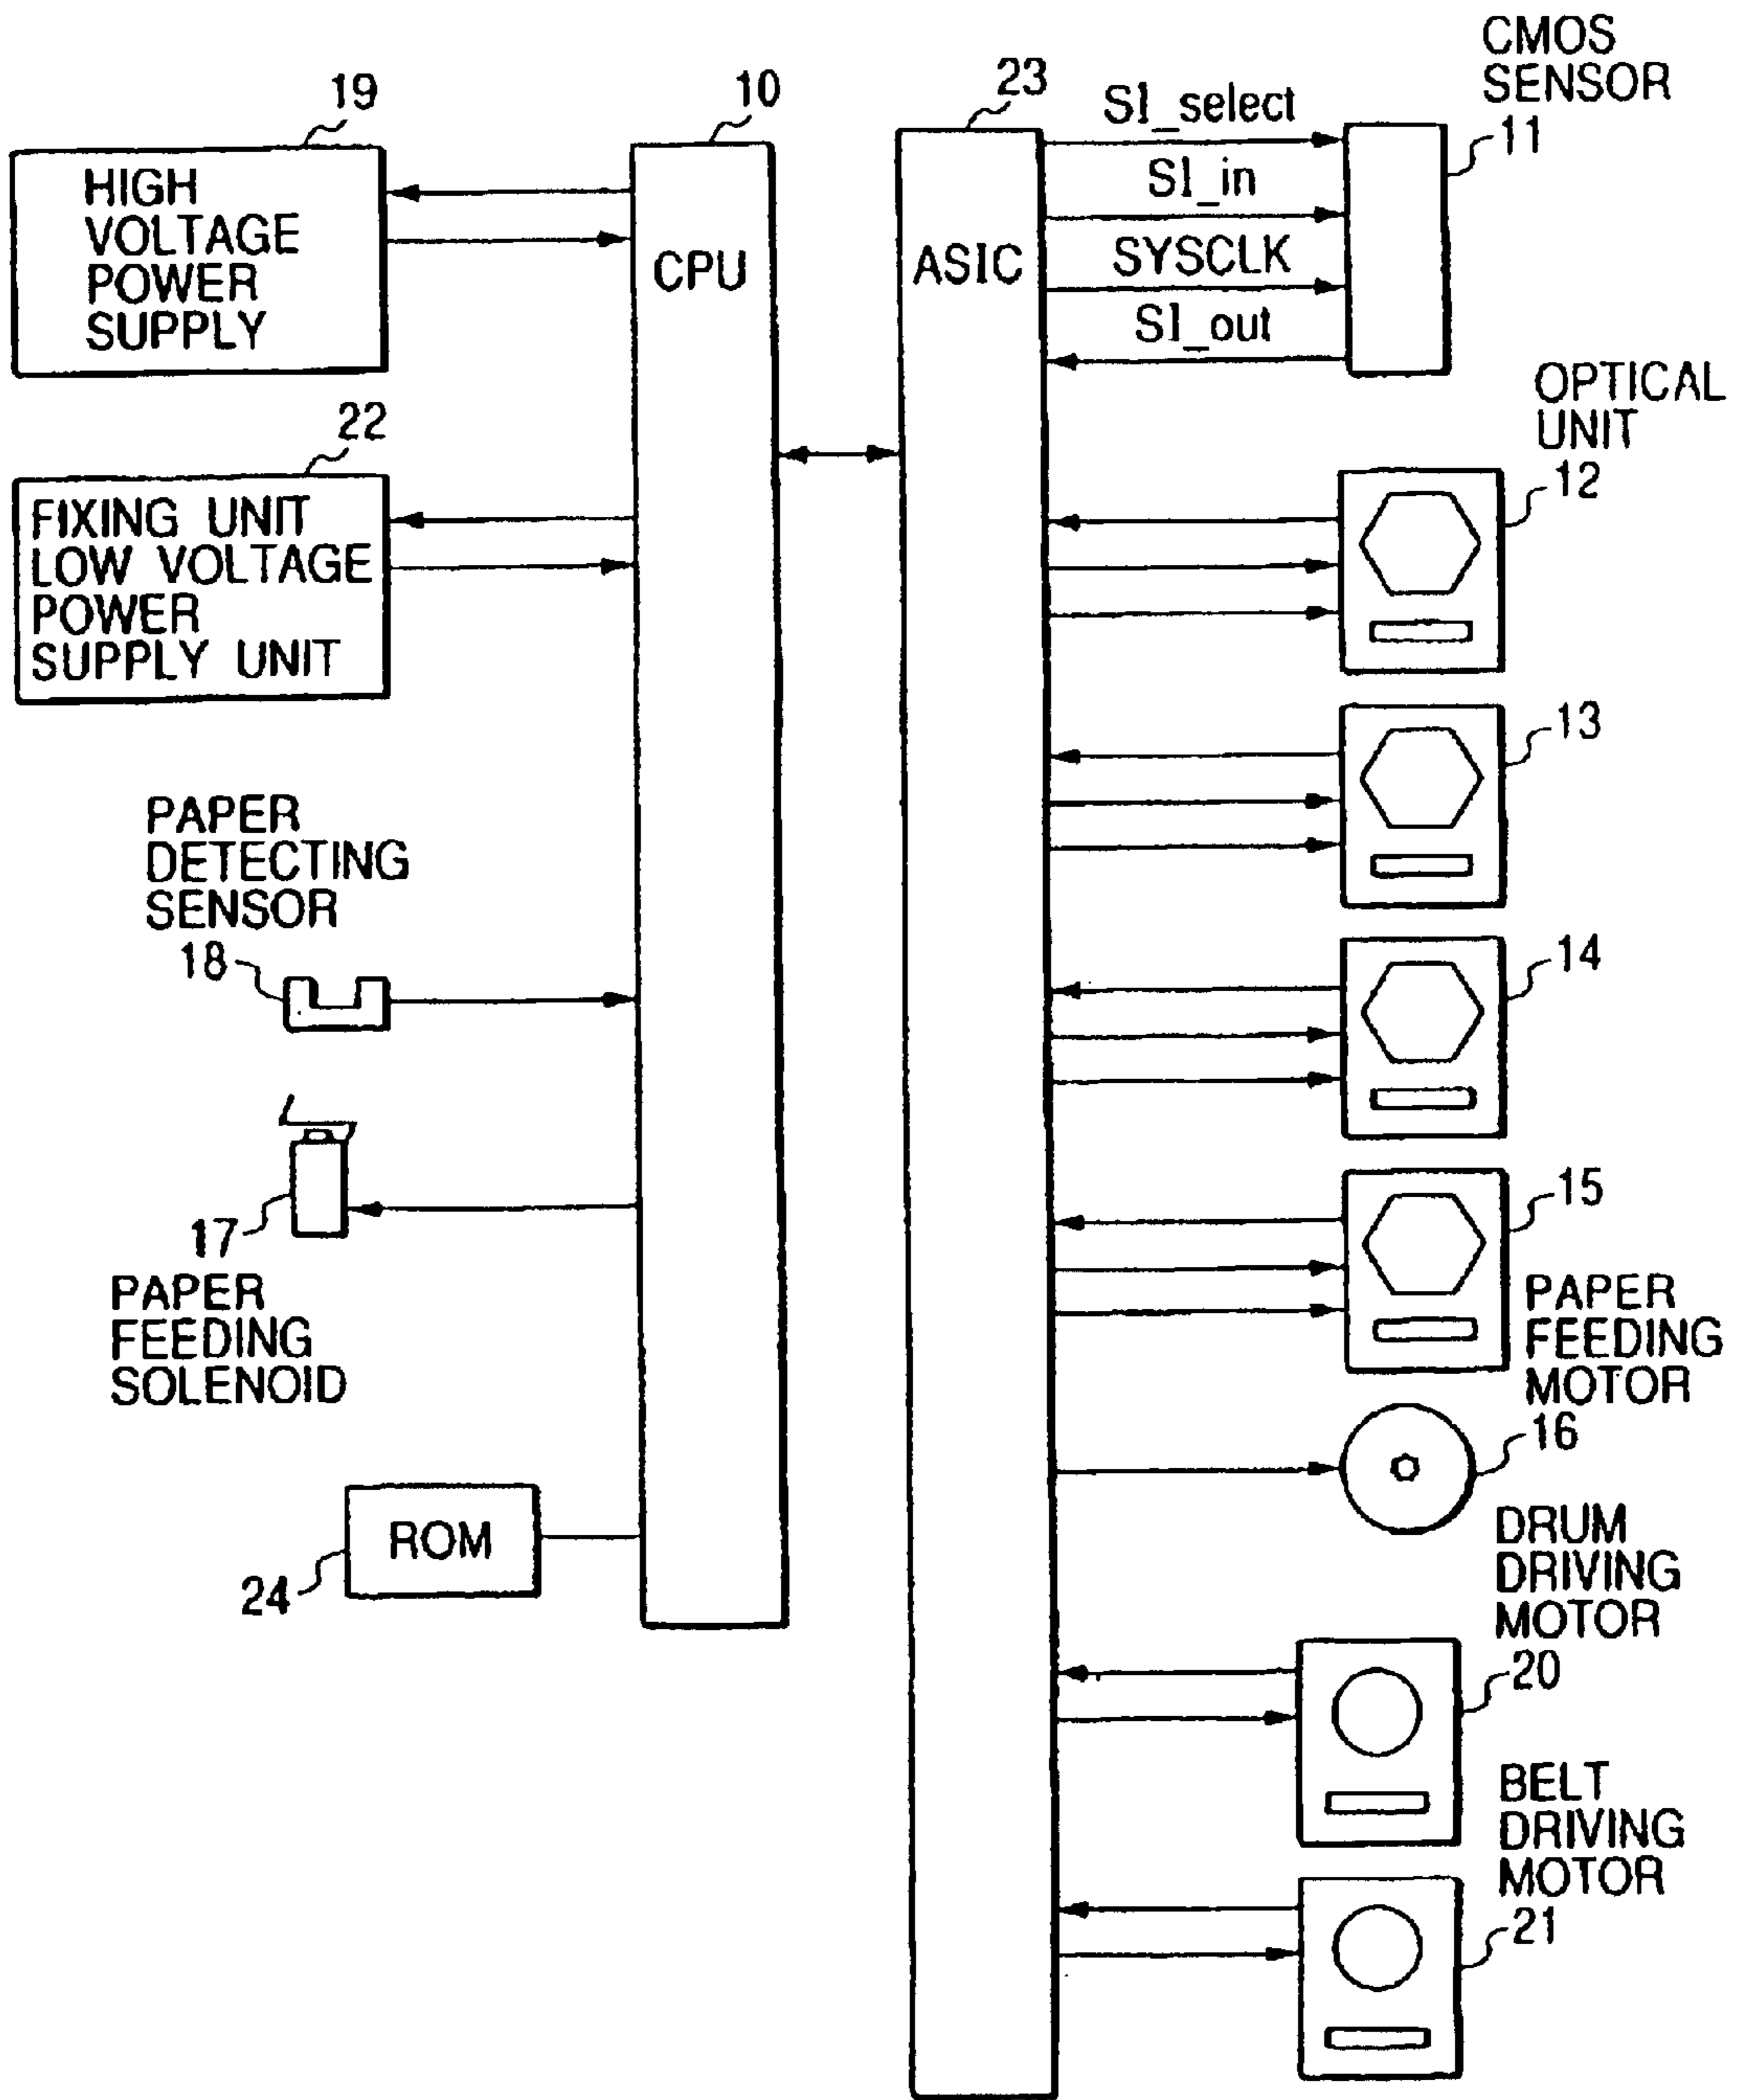 CMOS
SENSOR
11
19
10
23
SI_select
SI_in
SYSCLK
SI_out
HIGH
VOLTAGE
POWER
SUPPLY
CPU
ASIC
OPTICAL
UNIT
12
22
FIXING UNIT
LOW VOLTAGE
POWER
SUPPLY UNIT
13
PAPER
DETECTING
SENSOR
18
14
17
PAPER
FEEDING
SOLENOID
15
PAPER
FEEDING
MOTOR
16
ROM
24
DRUM
DRIVING
MOTOR
20
BELT
DRIVING
MOTOR
21